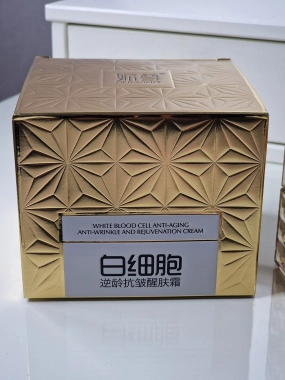 WHITE BLOOD CELL ANTI-AGING
ANTI-WRINKLE AND REJUVENATION CREAM
白细胞
逆龄抗皱醒肤霜